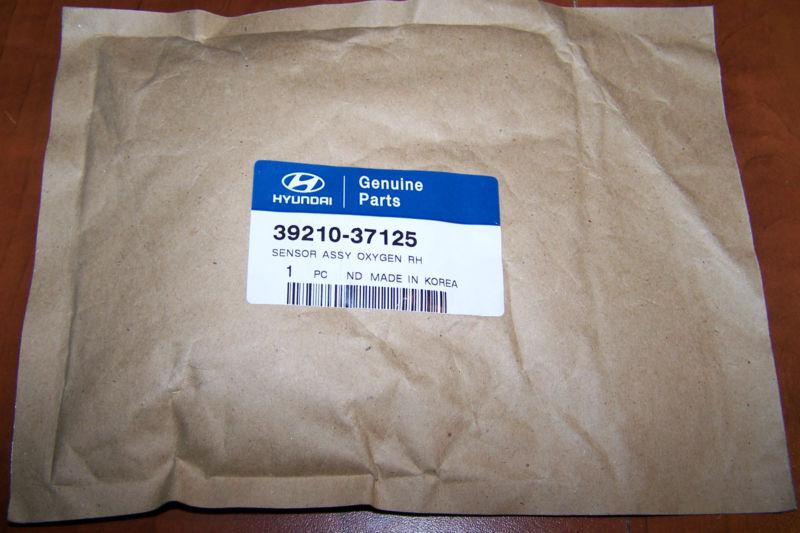 HYUNDAI
Genuine
Parts
39210-37125
SENSOR ASSY OXYGEN RH
1 PC ND MADE IN KOREA